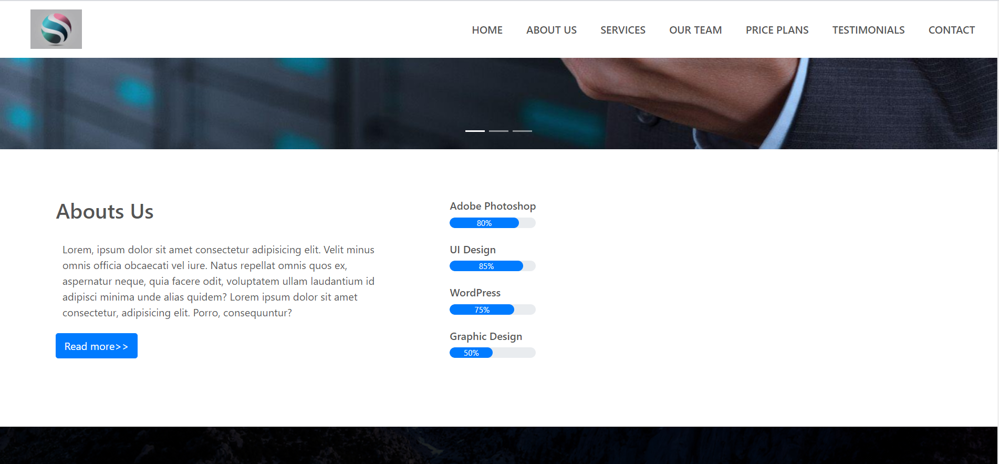 HOME ABOUT US SERVICES OUR TEAM PRICE PLANS TESTIMONIALS CONTACT
Abouts Us
Lorem, ipsum dolor sit amet consectetur adipisicing elit. Velit minus
omnis officia obcaecati vel iure. Natus repellat omnis quos ex,
aspernatur neque, quia facere odit, voluptatem ullam laudantium id
adipisci minima unde alias quidem? Lorem ipsum dolor sit amet
consectetur, adipisicing elit. Porro, consequuntur?
Read more>>
Adobe Photoshop
80%
UI Design
85%
WordPress
75%
Graphic Design
50%